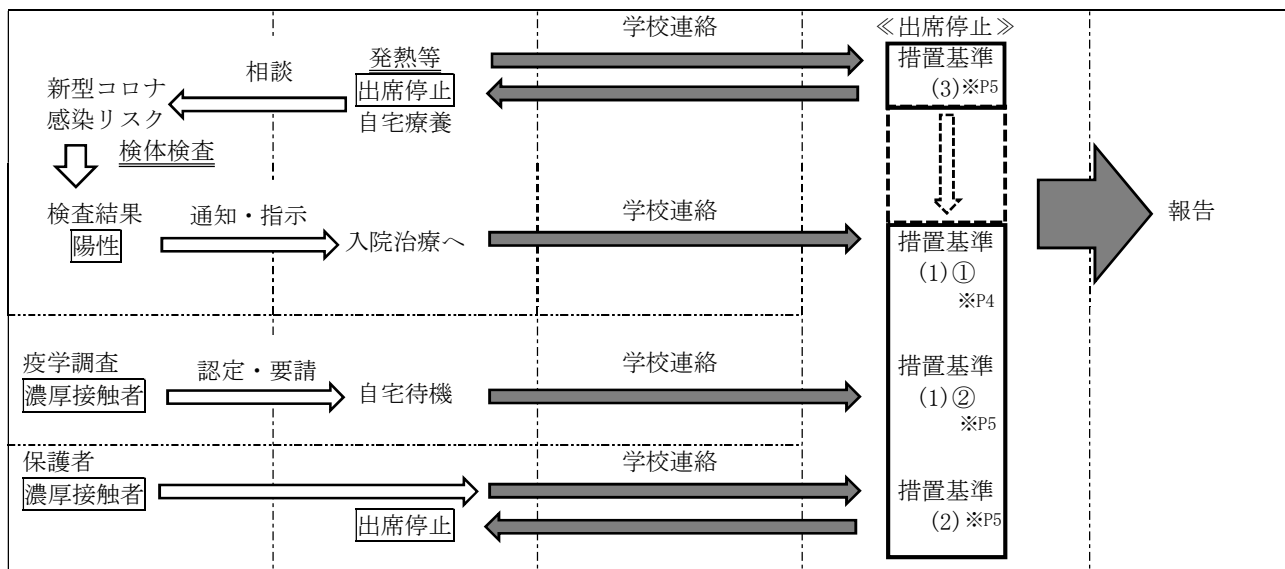 ≪出席停止≫
学校連絡
発熱等
措置基準
(3)※P5
相談
出席停止
新型コロナ
感染リスク
自宅療養
検体検査
検査結果
陽性
通知・指示
入院治療へ
学校連絡
措置基準
(1)①
※P4
報告
疫学調査
濃厚接触者
認定・要請
自宅待機
学校連絡
措置基準
(1)②
※P5
保護者
濃厚接触者
学校連絡
出席停止
措置基準
(2)※P5